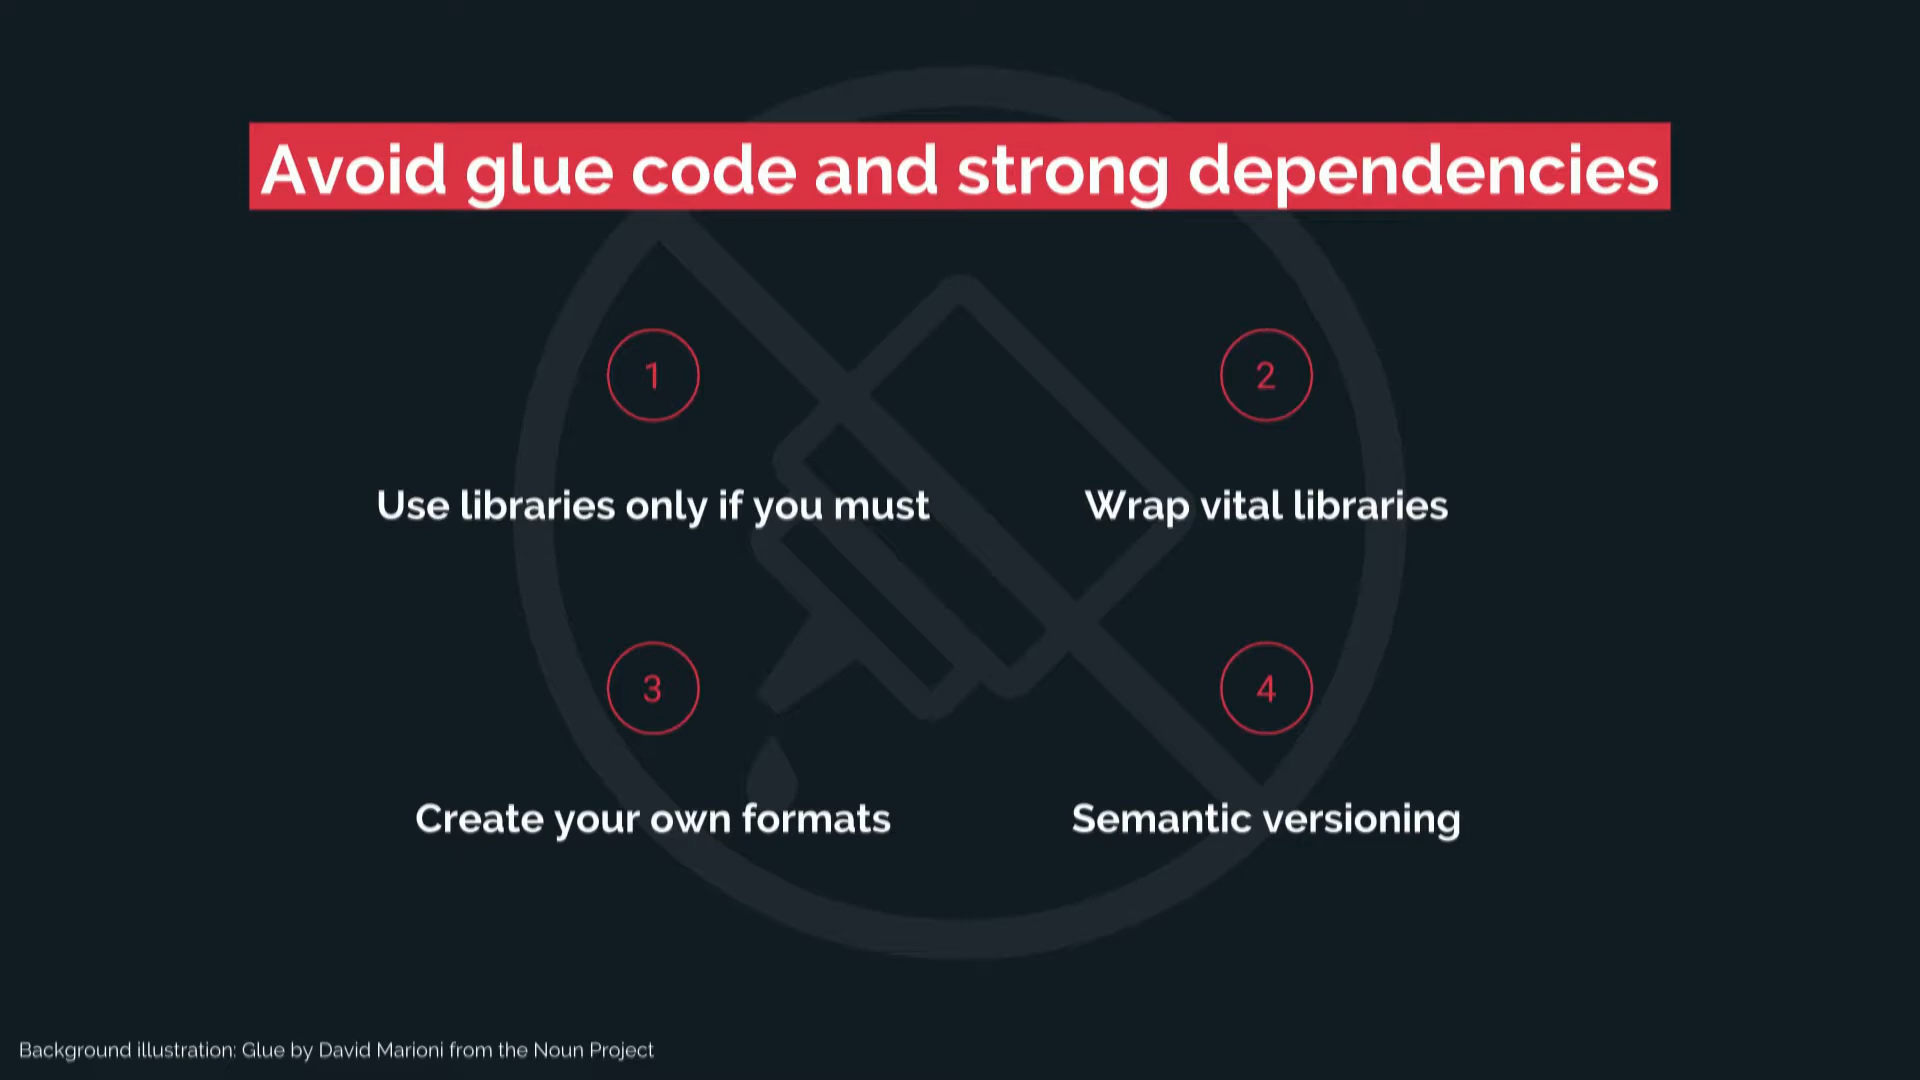 Avoid glue code and strong dependencies
1
2
Use libraries only if you must
Wrap vital libraries
3
4
Create your own formats
Semantic versioning
Background illustration: Glue by David Marioni from the Noun Project